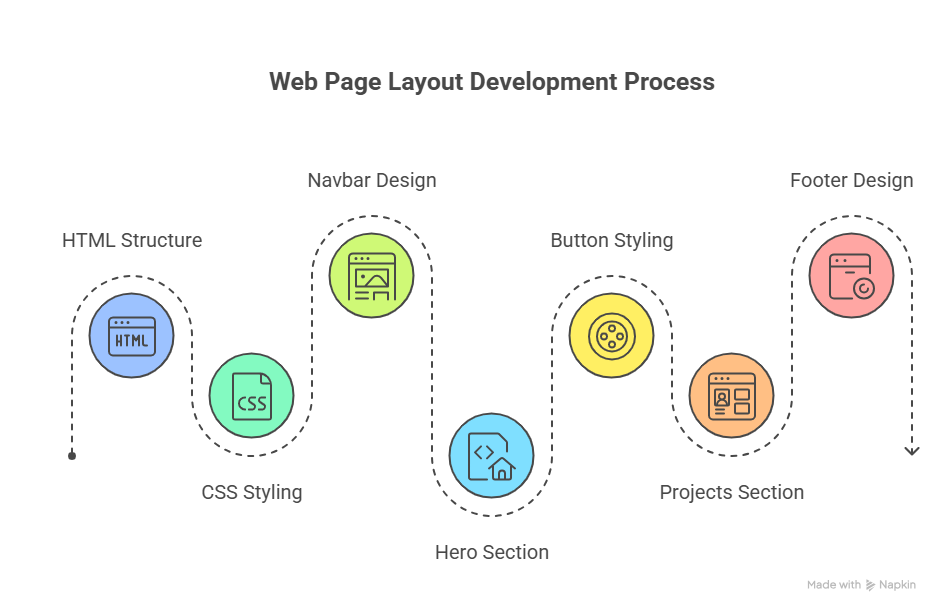 Web Page Layout Development Process
Navbar Design
Footer Design
HTML Structure
Button Styling
HTML
CSS
CSS Styling
Projects Section
Hero Section
Made with Napkin